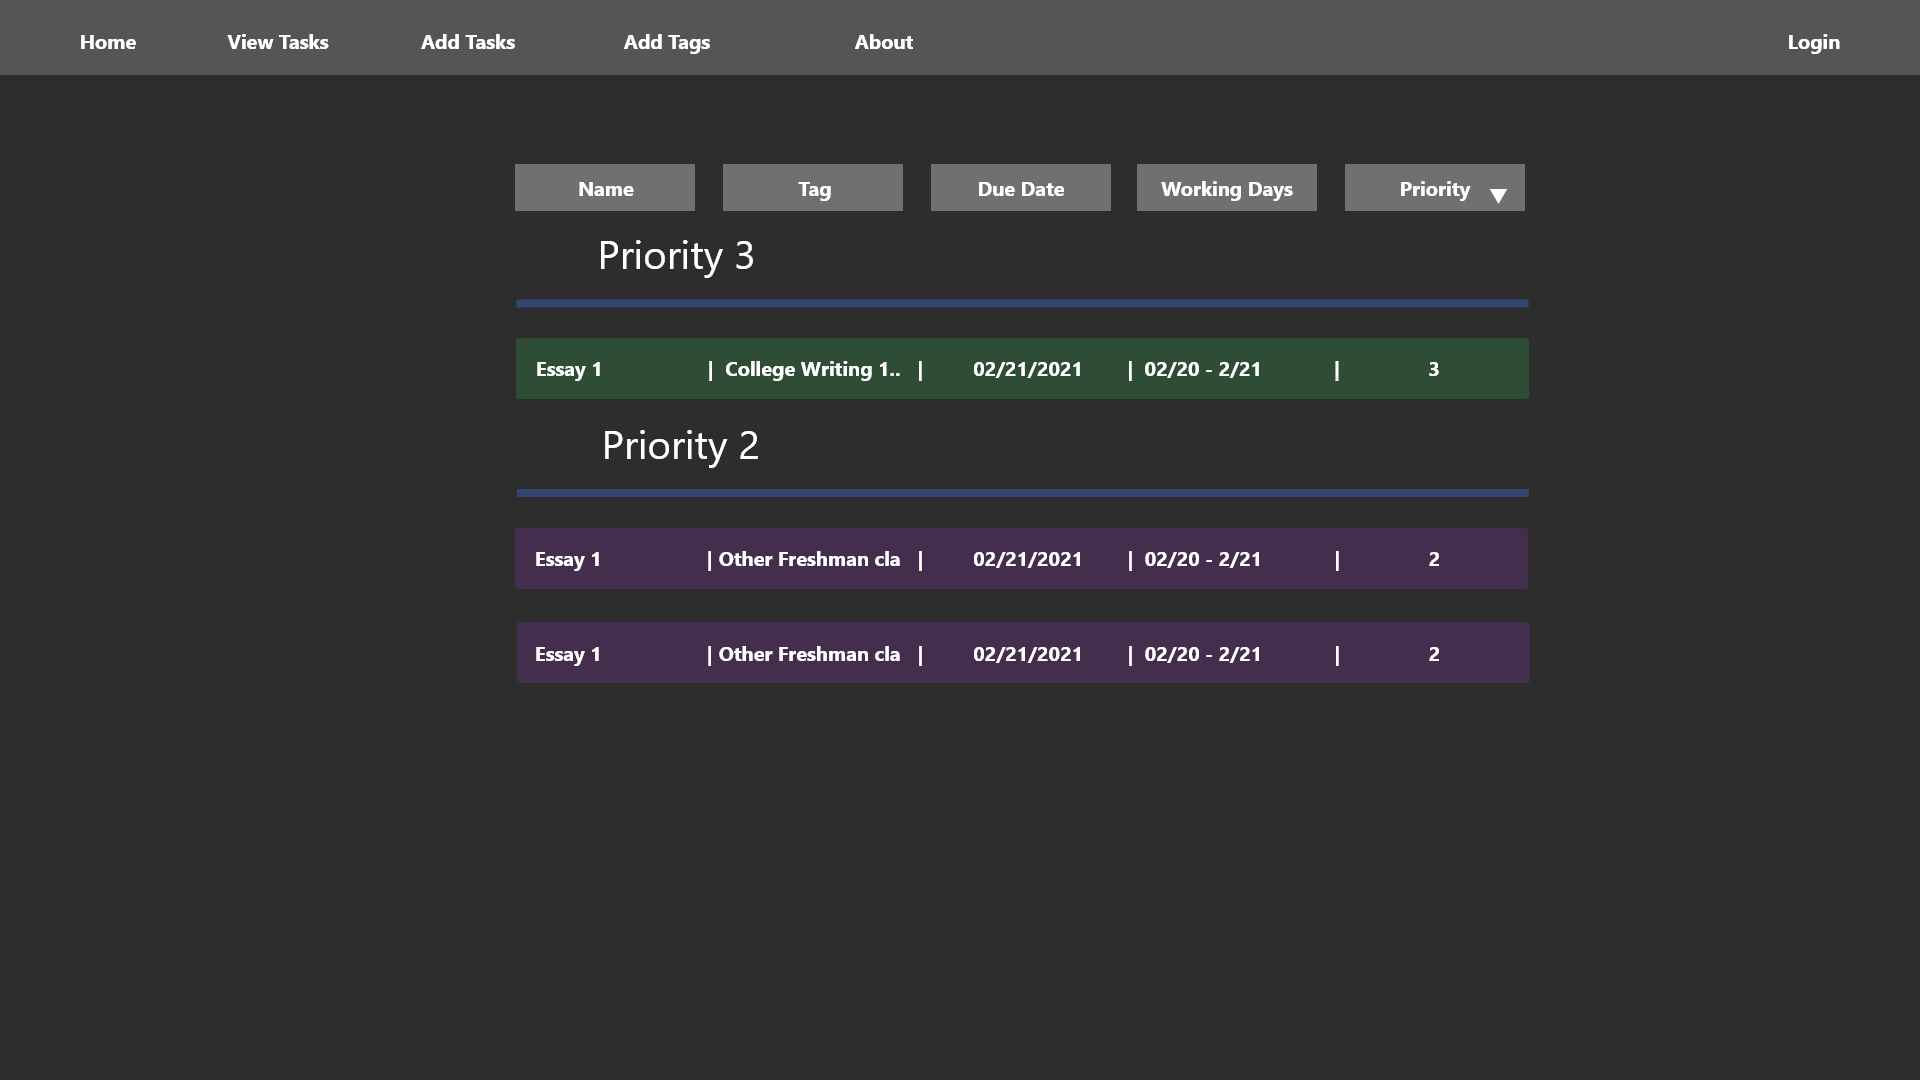 Home View Tasks Add Tasks Add Tags About Login
Name Tag Due Date Working Days Priority ▼
Priority 3
Essay 1 | College Writing 1.. | 02/21/2021 | 02/20 - 2/21 | 3
Priority 2
Essay 1 | Other Freshman cla | 02/21/2021 | 02/20 - 2/21 | 2
Essay 1 | Other Freshman cla | 02/21/2021 | 02/20 - 2/21 | 2